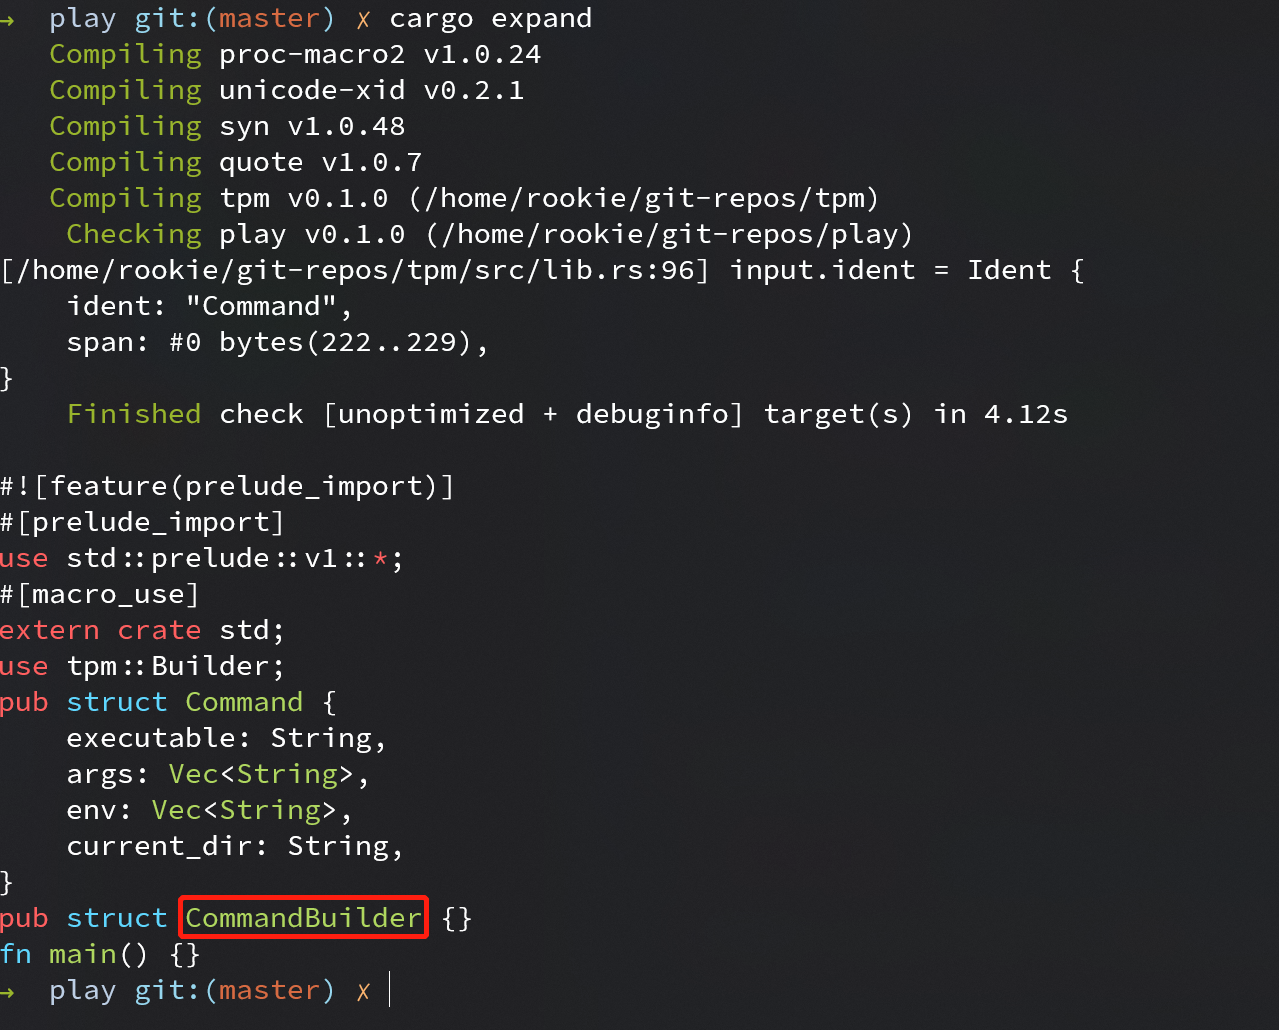 →  play git:(master) ✗ cargo expand
   Compiling proc-macro2 v1.0.24
   Compiling unicode-xid v0.2.1
   Compiling syn v1.0.48
   Compiling quote v1.0.7
   Compiling tpm v0.1.0 (/home/rookie/git-repos/tpm)
    Checking play v0.1.0 (/home/rookie/git-repos/play)
[/home/rookie/git-repos/tpm/src/lib.rs:96] input.ident = Ident {
    ident: "Command",
    span: #0 bytes(222..229),
}
    Finished check [unoptimized + debuginfo] target(s) in 4.12s
#![feature(prelude_import)]
#[prelude_import]
use std::prelude::v1::*;
#[macro_use]
extern crate std;
use tpm::Builder;
pub struct Command {
    executable: String,
    args: Vec<String>,
    env: Vec<String>,
    current_dir: String,
}
pub struct CommandBuilder {}
fn main() {}
→  play git:(master) ✗